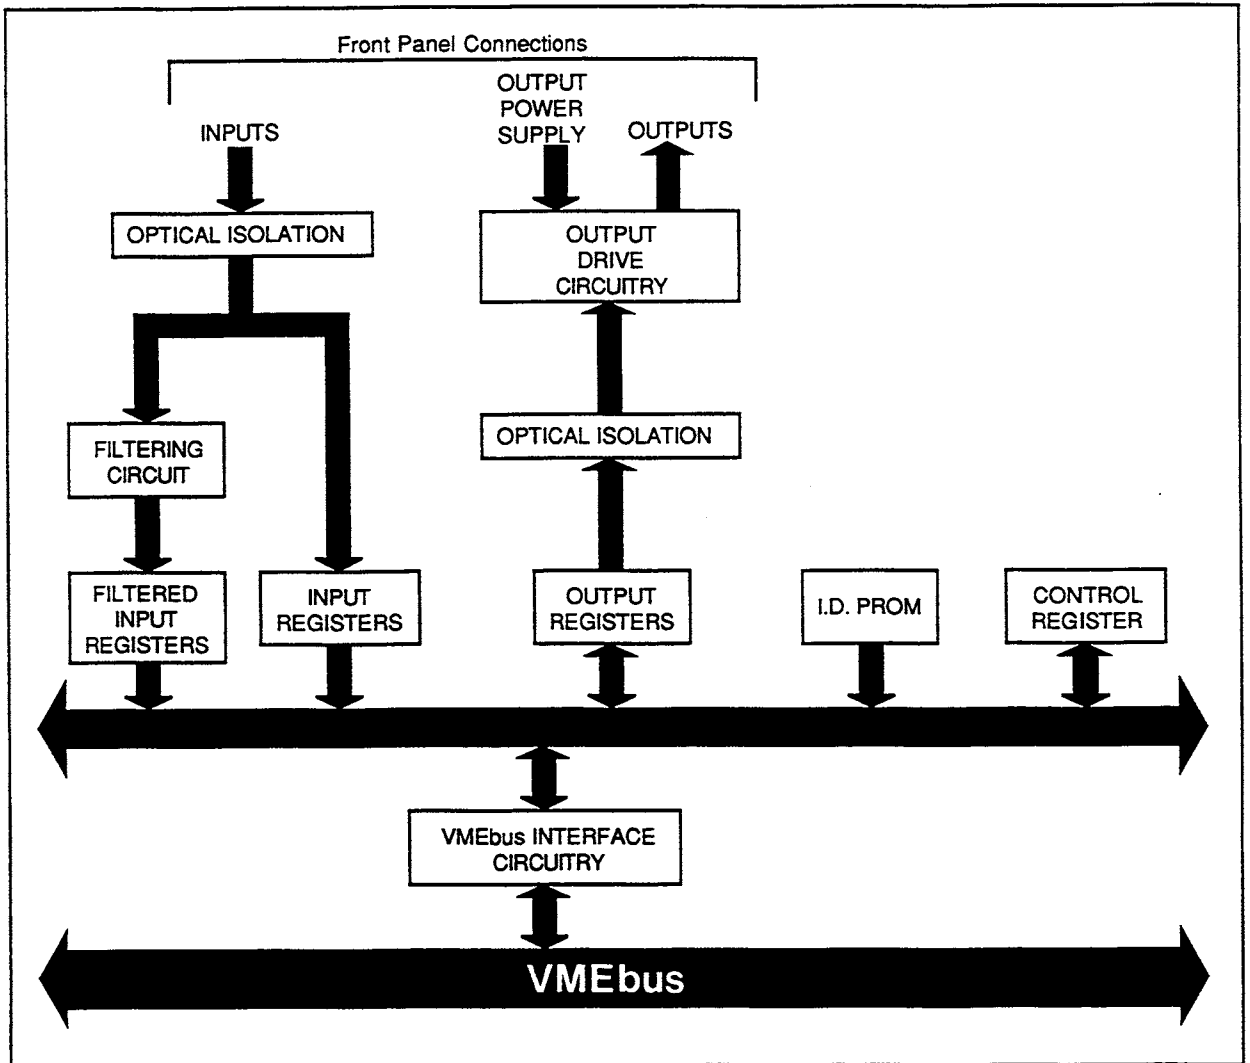 Front Panel Connections
INPUTS
OUTPUT
POWER
SUPPLY
OUTPUTS
OPTICAL ISOLATION
OUTPUT
DRIVE
CIRCUITRY
FILTERING
CIRCUIT
OPTICAL ISOLATION
FILTERED
INPUT
REGISTERS
INPUT
REGISTERS
OUTPUT
REGISTERS
I.D. PROM
CONTROL
REGISTER
VMEbus INTERFACE
CIRCUITRY
VMEbus